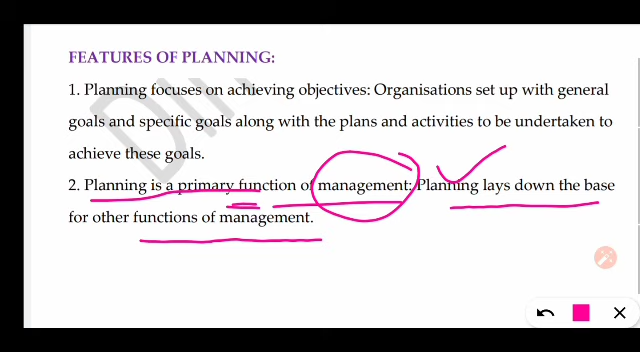 FEATURES OF PLANNING:
1. Planning focuses on achieving objectives: Organisations set up with general
goals and specific goals along with the plans and activities to be undertaken to
achieve these goals.
2. Planning is a primary function of management: Planning lays down the base
for other functions of management.